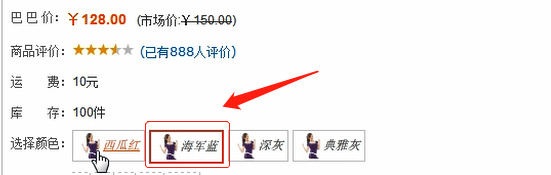 巴巴价：￥128.00 （市场价:￥150.00）
商品评价： （已有888人评价）
运 费：10元
库 存：100件
选择颜色： 西瓜红 海军蓝 深灰 典雅灰